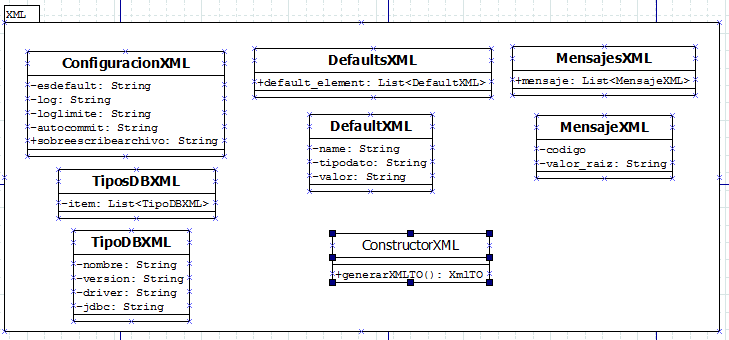 XML
ConfiguracionXML
-esdefault: String
-log: String
-loglimite: String
-autocommit: String
+sobreescribearchivo: String
DefaultsXML
+default_element: List<DefaultXML>
MensajesXML
+mensaje: List<MensajeXML>
DefaultXML
-name: String
-tipodato: String
-valor: String
MensajeXML
-codigo
-valor_raiz: String
TiposDBXML
-item: List<TipoDBXML>
TipoDBXML
-nombre: String
-version: String
-driver: String
-jdbc: String
ConstructorXML
+generarXMLTO(): XmlTO